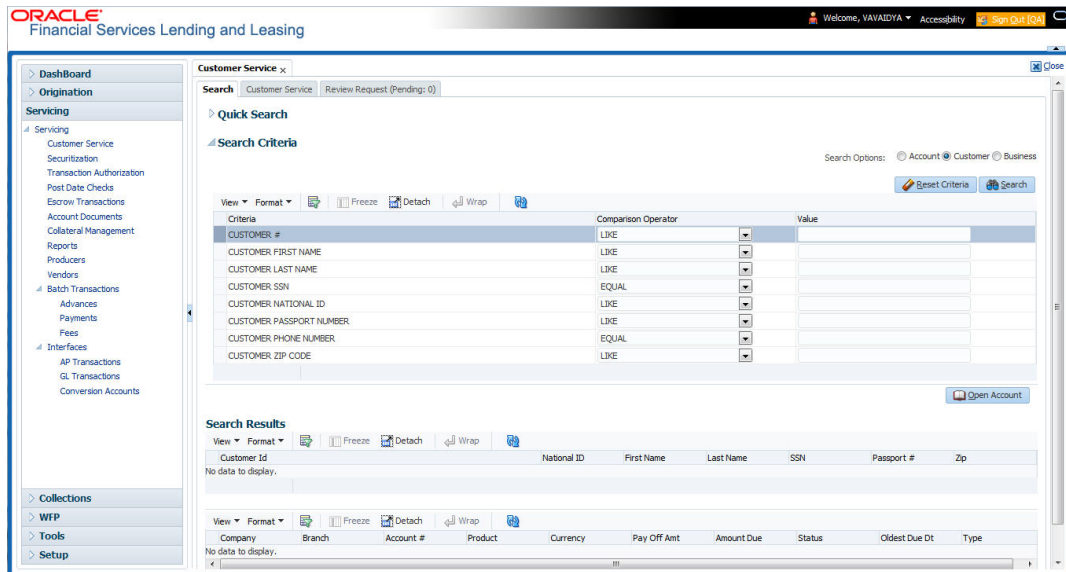 ORACLE
Financial Services Lending and Leasing
Welcome, VAVAIDYA Accessibility Sign Out [QA]
Close
DashBoard
Origination
Servicing
Servicing
Customer Service
Securitization
Transaction Authorization
Post Date Checks
Escrow Transactions
Account Documents
Collateral Management
Reports
Producers
Vendors
Batch Transactions
Advances
Payments
Fees
Interfaces
AP Transactions
GL Transactions
Conversion Accounts
Collections
WFP
Tools
Setup
Customer Service x
Search Customer Service Review Request (Pending: 0)
Quick Search
Search Criteria
Search Options: Account Customer Business
Reset Criteria Search
View Format Freeze Detach Wrap
Criteria Comparison Operator Value
CUSTOMER # LIKE
CUSTOMER FIRST NAME LIKE
CUSTOMER LAST NAME LIKE
CUSTOMER SSN EQUAL
CUSTOMER NATIONAL ID LIKE
CUSTOMER PASSPORT NUMBER LIKE
CUSTOMER PHONE NUMBER EQUAL
CUSTOMER ZIP CODE LIKE
Open Account
Search Results
View Format Freeze Detach Wrap
Customer Id National ID First Name Last Name SSN Passport # Zip
No data to display.
View Format Freeze Detach Wrap
Company Branch Account # Product Currency Pay Off Amt Amount Due Status Oldest Due Dt Type
No data to display.